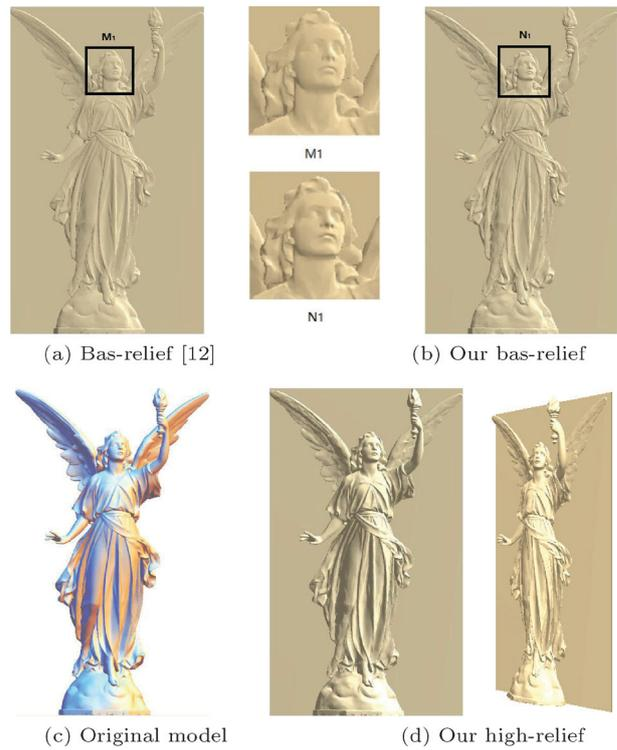 M1
N1
M1
N1
(a) Bas-relief [12]
(b) Our bas-relief
(c) Original model
(d) Our high-relief